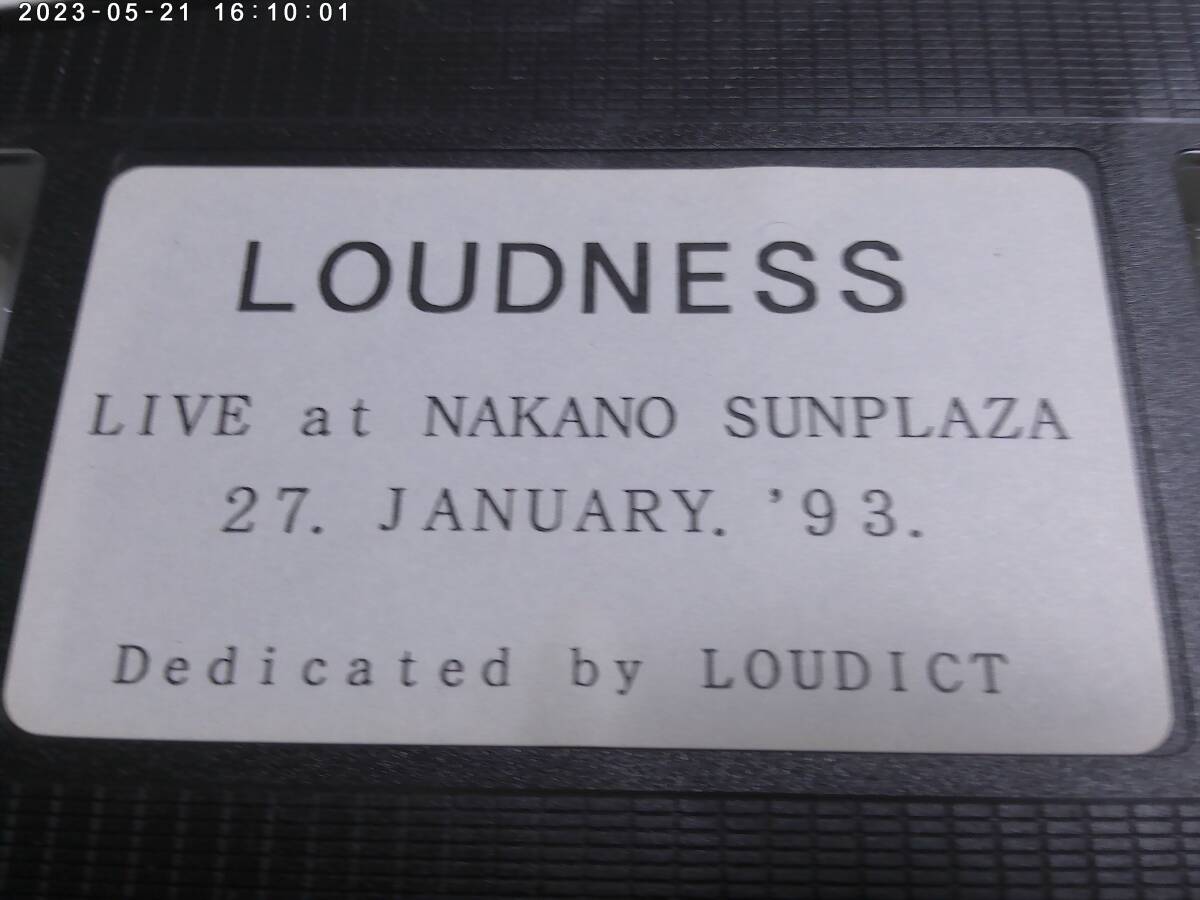 2023-05-21 16:10:01
LOUDNESS
LIVE at NAKANO SUNPLAZA
27. JANUARY. '93.
Dedicated by LOUDICT